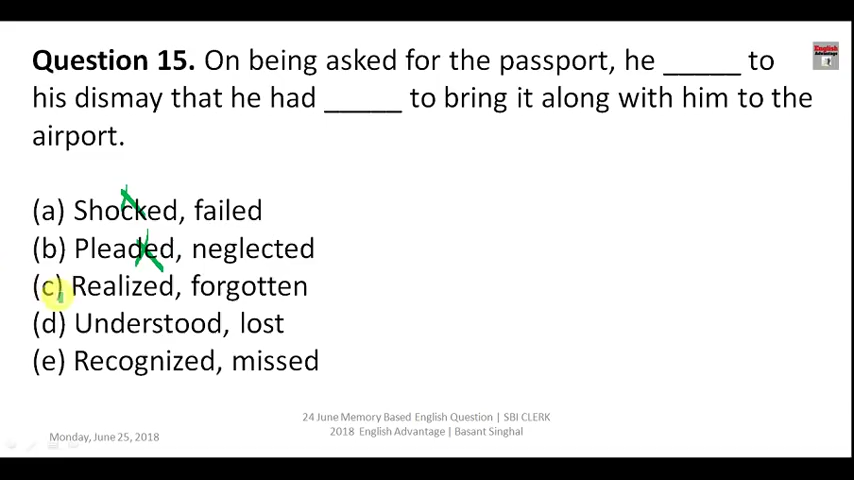 English
Advantage
Question 15. On being asked for the passport, he _____ to
his dismay that he had _____ to bring it along with him to the
airport.
(a) Shocked, failed
(b) Pleaded, neglected
(c) Realized, forgotten
(d) Understood, lost
(e) Recognized, missed
24 June Memory Based English Question | SBI CLERK
2018 English Advantage | Basant Singhal
Monday, June 25, 2018